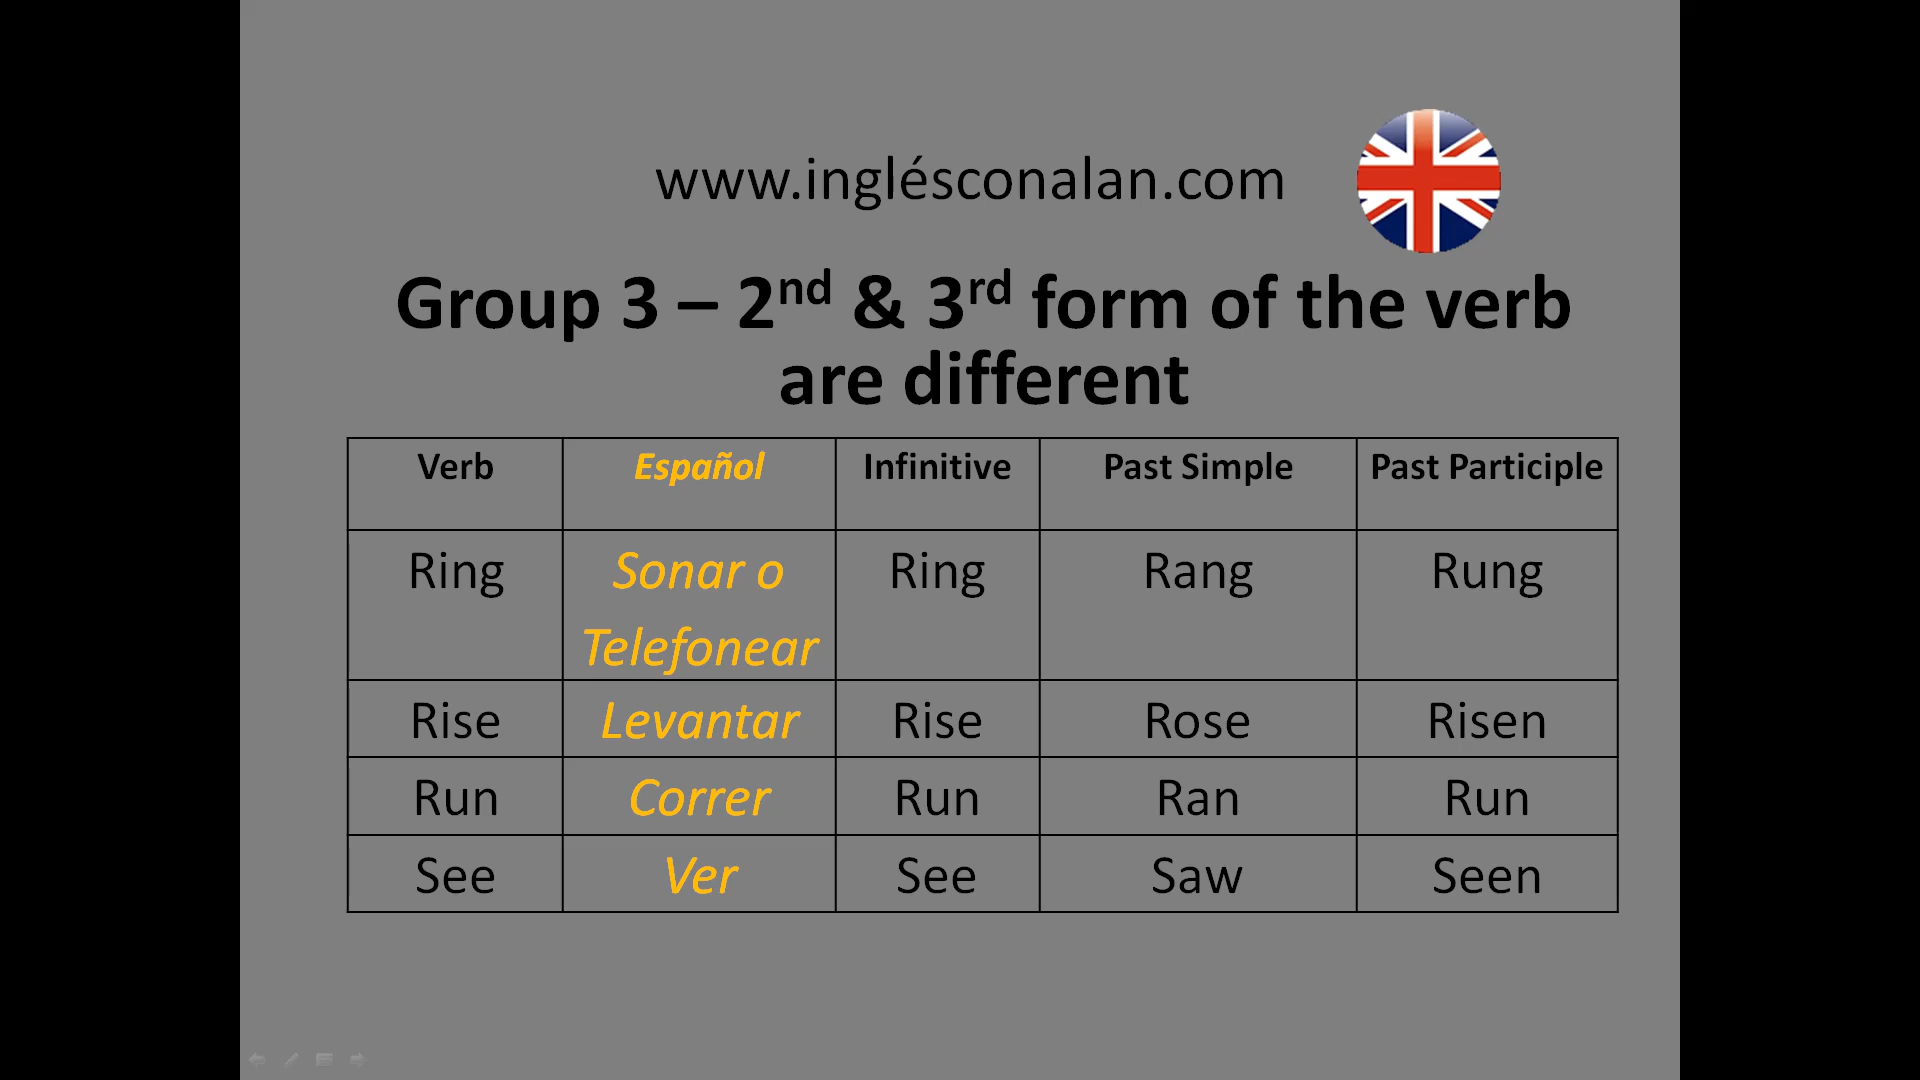 www.inglésconalan.com
Group 3 – 2nd & 3rd form of the verb
are different
Verb Español Infinitive Past Simple Past Participle
Ring Sonar o Ring Rang Rung
Telefonear
Rise Levantar Rise Rose Risen
Run Correr Run Ran Run
See Ver See Saw Seen